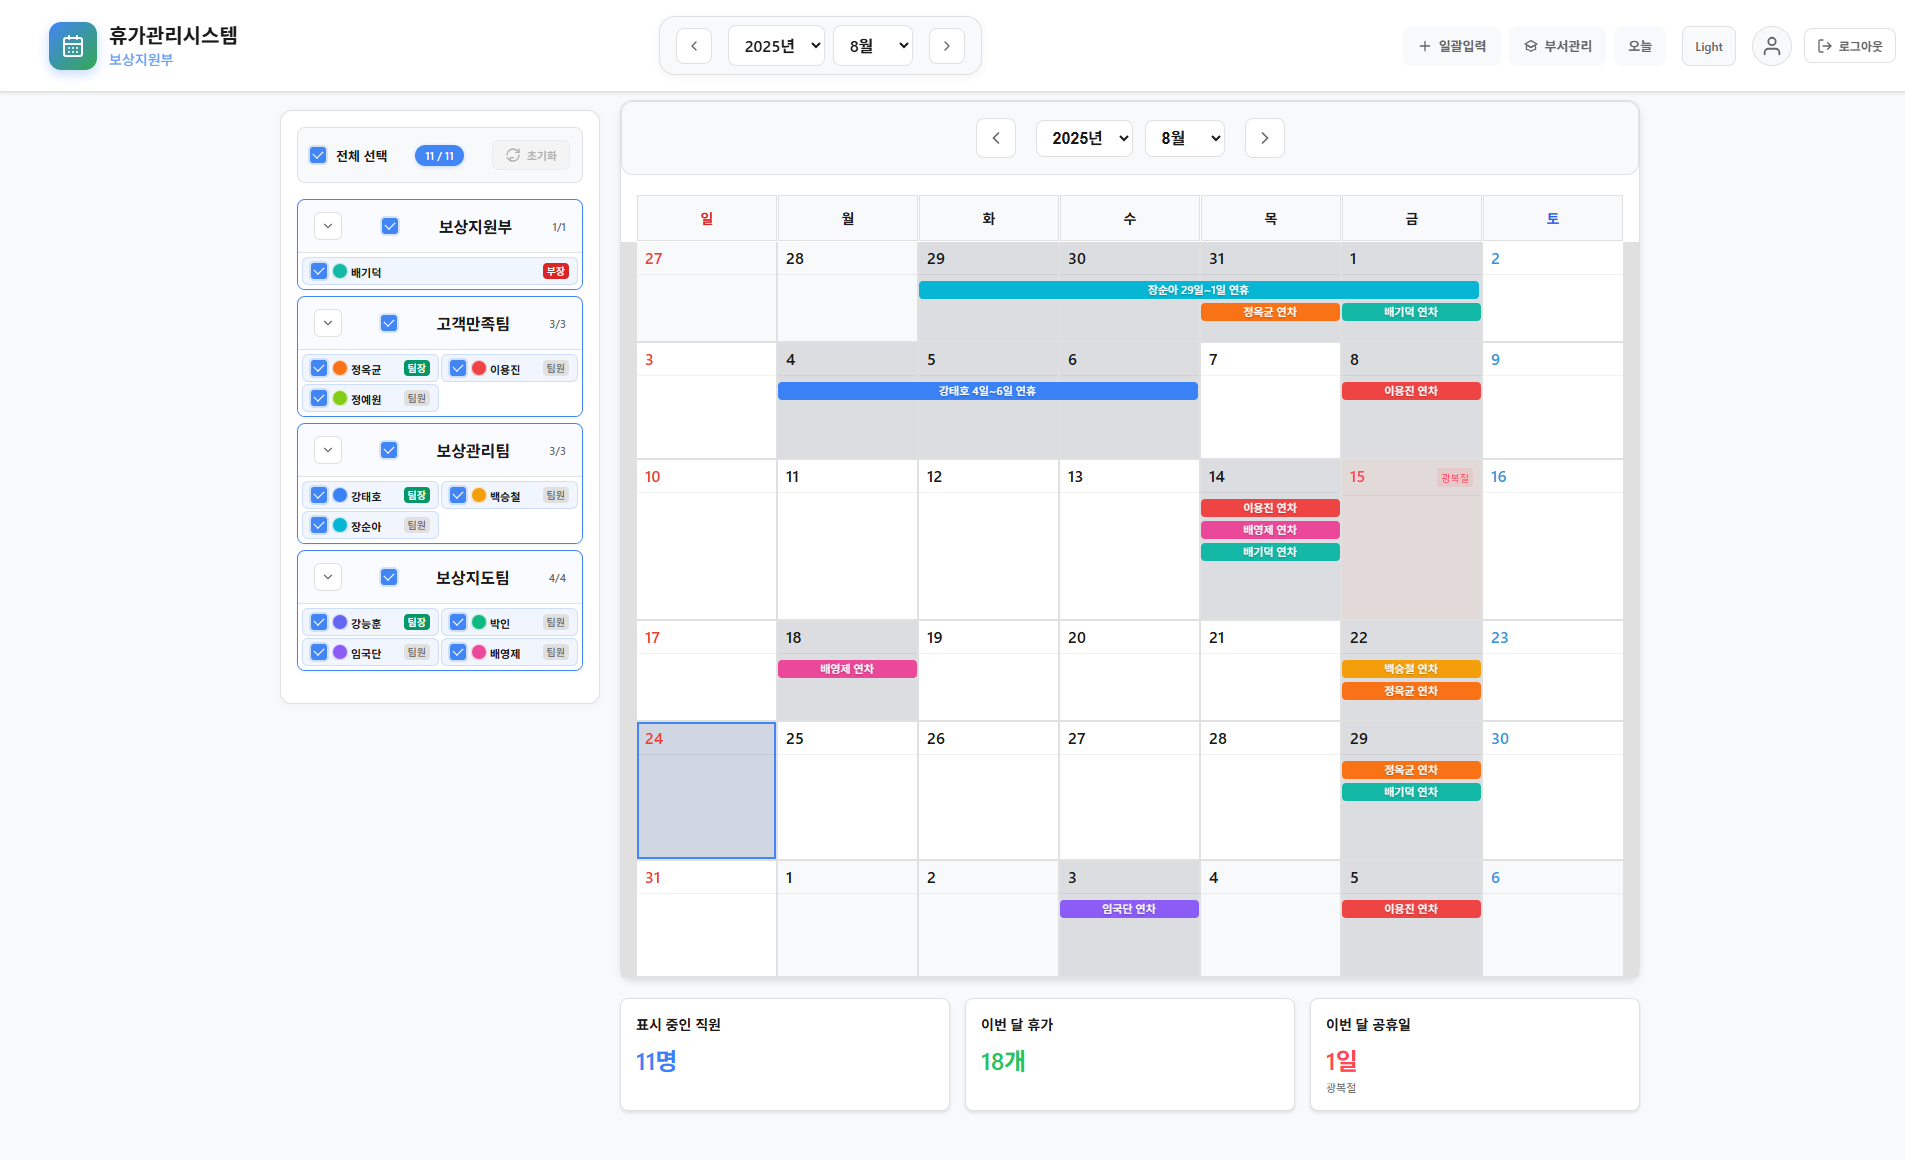 휴가관리시스템
보상지원부
2025년 8월
일괄입력 부서관리 오늘 Light 로그아웃
전체 선택 11 / 11 초기화
보상지원부 1/1
배기덕 부장
고객만족팀 3/3
정옥균 팀장 이용진 팀원
정예원 팀원
보상관리팀 3/3
강태호 팀장 백승철 팀원
장순아 팀원
보상지도팀 4/4
강능훈 팀장 박인 팀원
임국단 팀원 배영제 팀원
2025년 8월
일 월 화 수 목 금 토
27 28 29 30 31 1 2
장순아 29일~1일 연휴
정옥균 연차 배기덕 연차
3 4 5 6 7 8 9
강태호 4일~6일 연휴 이용진 연차
10 11 12 13 14 15 광복절 16
이용진 연차
배영제 연차
배기덕 연차
17 18 19 20 21 22 23
배영제 연차 백승철 연차
정옥균 연차
24 25 26 27 28 29 30
정옥균 연차
배기덕 연차
31 1 2 3 4 5 6
임국단 연차 이용진 연차
표시 중인 직원
11명
이번 달 휴가
18개
이번 달 공휴일
1일
광복절